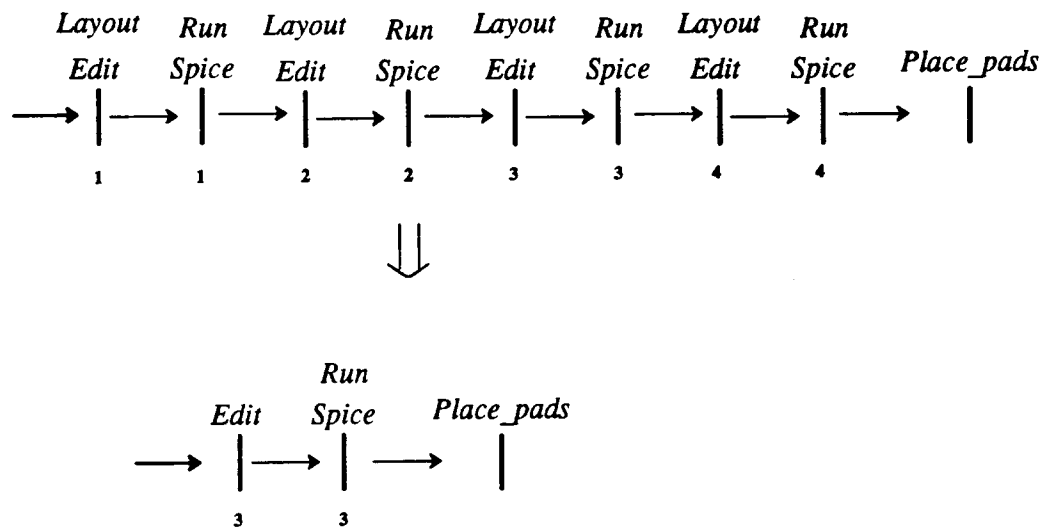 Layout Run Layout Run Layout Run Layout Run
Edit Spice Edit Spice Edit Spice Edit Spice Place_pads
1 1 2 2 3 3 4 4
Run
Edit Spice Place_pads
3 3